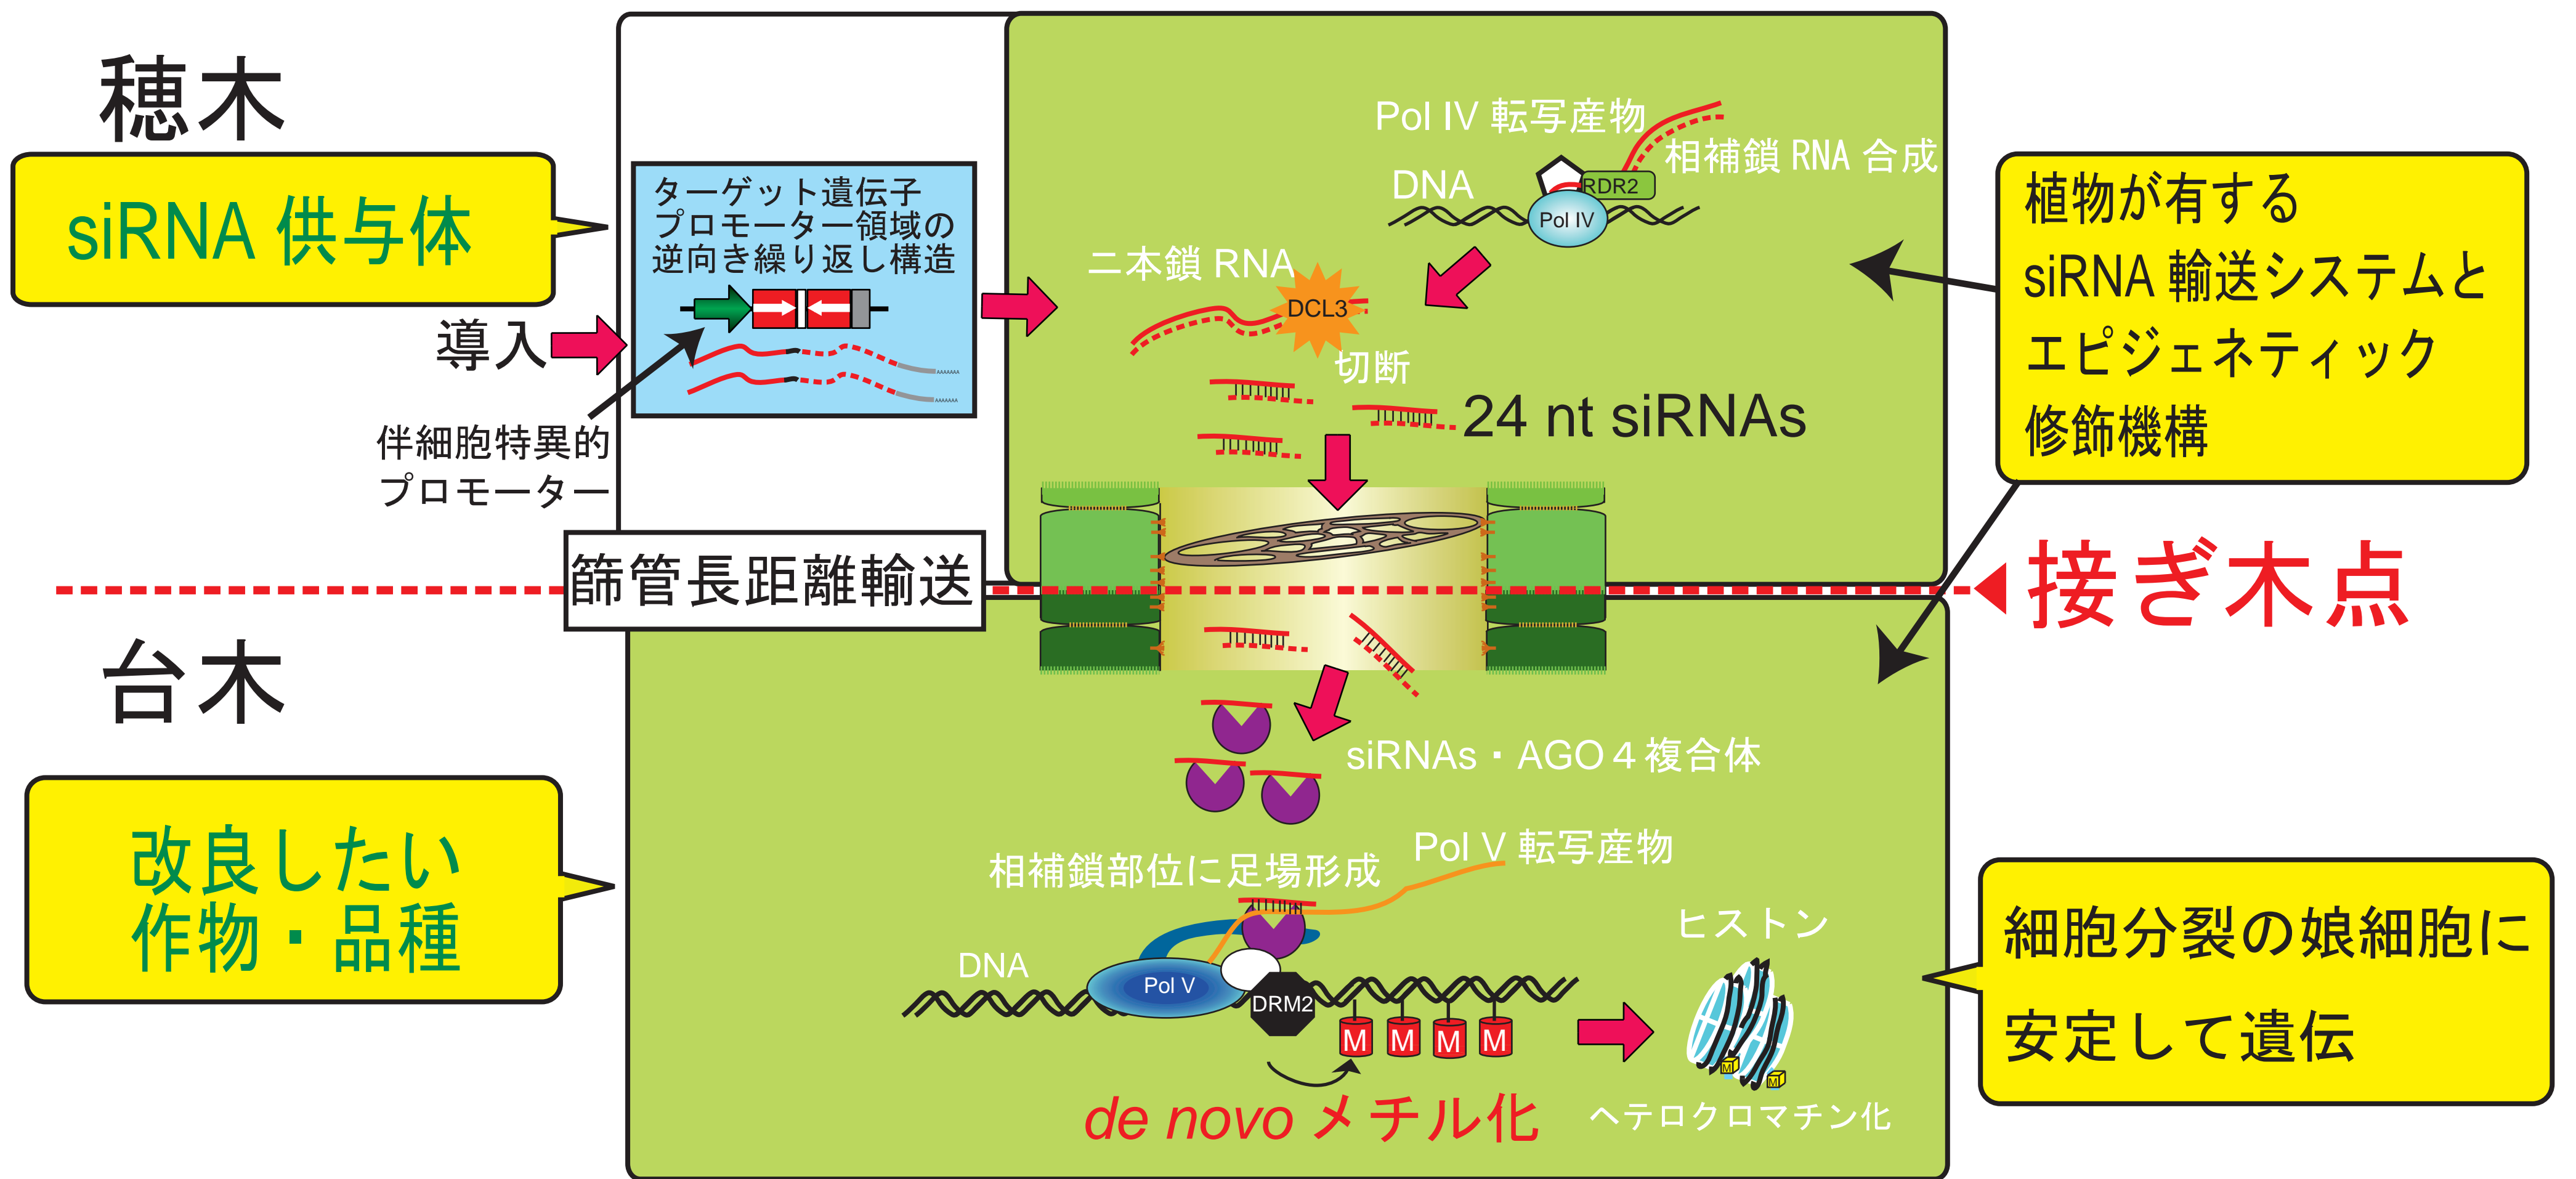 穂木
siRNA 供与体
導入
伴細胞特異的
プロモーター
ターゲット遺伝子
プロモーター領域の
逆向き繰り返し構造
AAAAAAA
AAAAAAA
Pol IV 転写産物
相補鎖 RNA 合成
DNA
RDR2
Pol IV
二本鎖 RNA
DCL3
切断
24 nt siRNAs
植物が有する
siRNA 輸送システムと
エピジェネティック
修飾機構
篩管長距離輸送
接ぎ木点
台木
改良したい
作物・品種
siRNAs・AGO 4 複合体
Pol V 転写産物
相補鎖部位に足場形成
DNA
Pol V
DRM2
M M M M
de novo メチル化
ヒストン
M
M
ヘテロクロマチン化
細胞分裂の娘細胞に
安定して遺伝